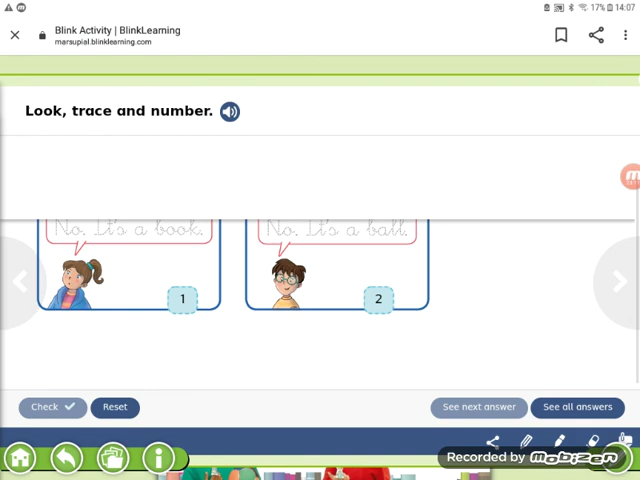 17% 14:07
Blink Activity | BlinkLearning
marsupial.blinklearning.com
Look, trace and number.
No. It's a book.
No. It's a ball.
1
2
Check
Reset
See next answer
See all answers
Recorded by mobizen